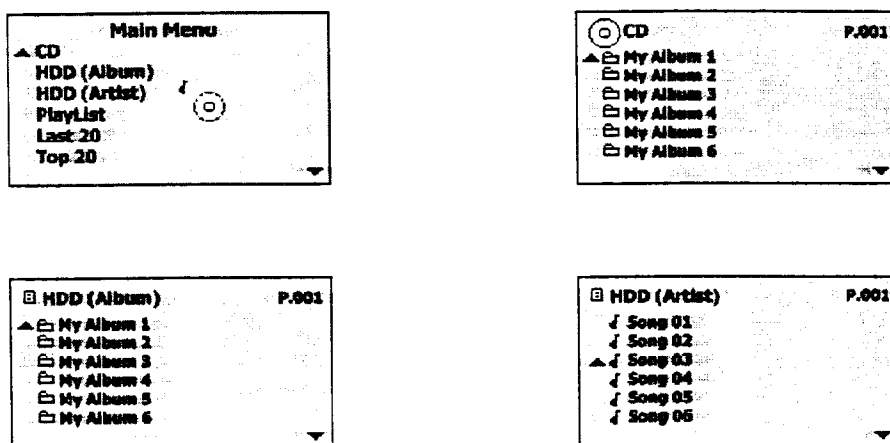 Main Menu
CD
HDD (Album)
HDD (Artist)
PlayList
Last 20
Top 20
CD P.001
My Album 1
My Album 2
My Album 3
My Album 4
My Album 5
My Album 6
HDD (Album) P.001
My Album 1
My Album 2
My Album 3
My Album 4
My Album 5
My Album 6
HDD (Artist) P.001
Song 01
Song 02
Song 03
Song 04
Song 05
Song 06